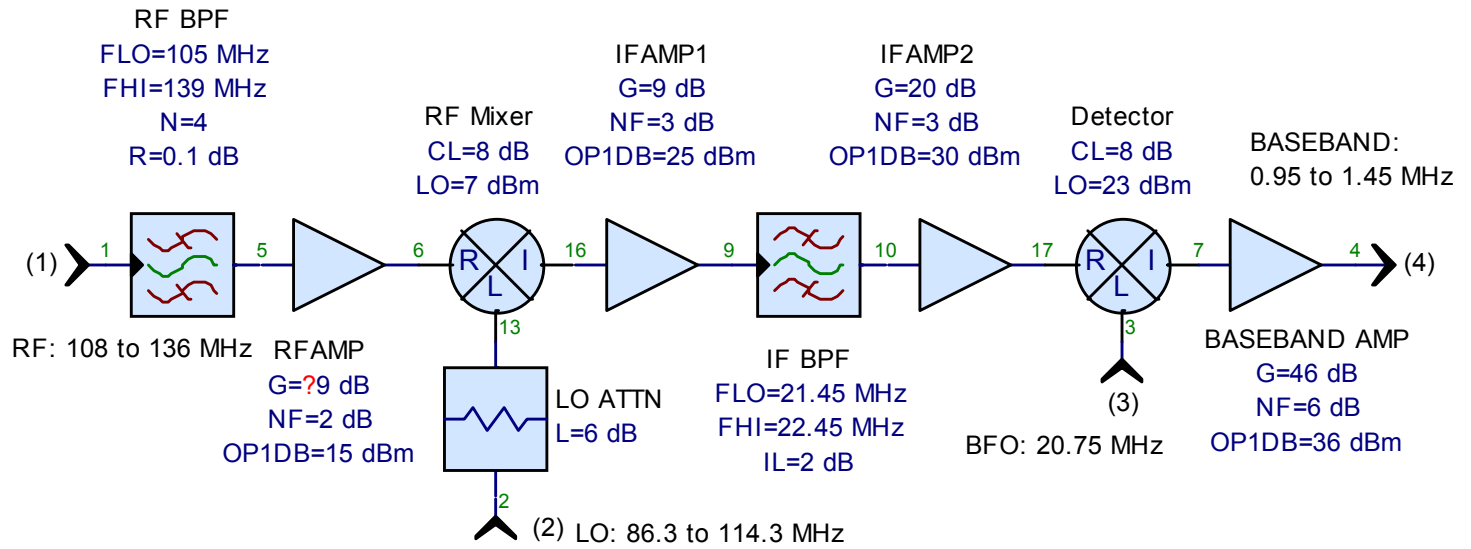 RF BPF
FLO=105 MHz
FHI=139 MHz
N=4
R=0.1 dB
RF Mixer
CL=8 dB
LO=7 dBm
IFAMP1
G=9 dB
NF=3 dB
OP1DB=25 dBm
IFAMP2
G=20 dB
NF=3 dB
OP1DB=30 dBm
Detector
CL=8 dB
LO=23 dBm
BASEBAND:
0.95 to 1.45 MHz
(1)
1
5
6
R
I
L
16
9
10
17
R
I
L
7
4
(4)
13
3
RF: 108 to 136 MHz
RFAMP
G=?9 dB
NF=2 dB
OP1DB=15 dBm
LO ATTN
L=6 dB
IF BPF
FLO=21.45 MHz
FHI=22.45 MHz
IL=2 dB
(3)
BFO: 20.75 MHz
BASEBAND AMP
G=46 dB
NF=6 dB
OP1DB=36 dBm
2
(2)
LO: 86.3 to 114.3 MHz